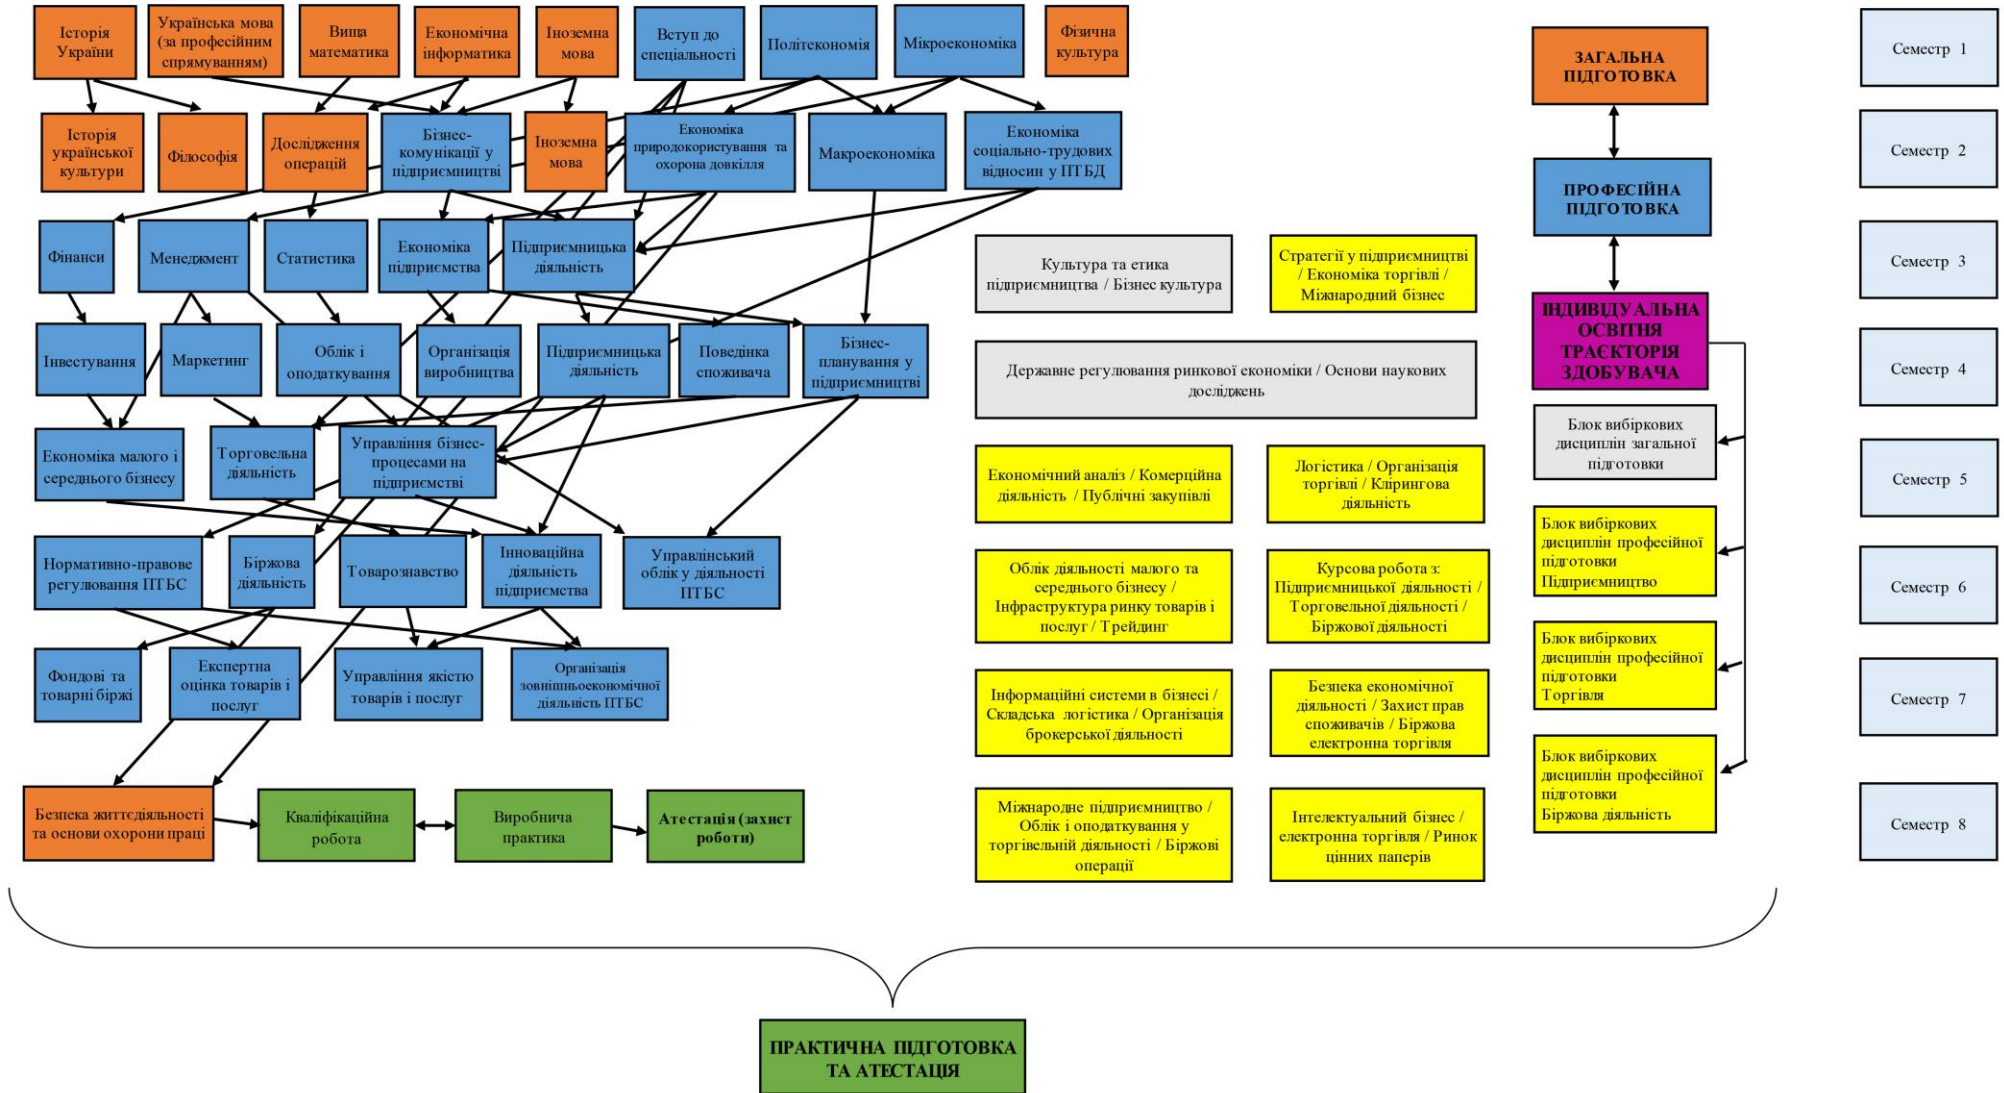 Історія
України
Українська мова
(за професійним
спрямуванням)
Вища
математика
Економічна
інформатика
Іноземна
мова
Вступ до
спеціальності
Політекономія
Мікроекономіка
Фізична
культура
ЗАГАЛЬНА
ПІДГОТОВКА
Семестр 1
Історія
української
культури
Філософія
Дослідження
операцій
Бізнес-
комунікації у
підприємництві
Іноземна
мова
Економіка
природокористування та
охорона довкілля
Макроекономіка
Економіка
соціально-трудових
відносин у ПТБД
ПРОФЕСІЙНА
ПІДГОТОВКА
Семестр 2
Фінанси
Менеджмент
Статистика
Економіка
підприємства
Підприємницька
діяльність
Культура та етика
підприємництва / Бізнес культура
Стратегії у підприємництві
/ Економіка торгівлі /
Міжнародний бізнес
ІНДИВІДУАЛЬНА
ОСВІТНЯ
ТРАЄКТОРІЯ
ЗДОБУВАЧА
Семестр 3
Інвестування
Маркетинг
Облік і
оподаткування
Організація
виробництва
Підприємницька
діяльність
Поведінка
споживача
Бізнес-
планування у
підприємництві
Державне регулювання ринкової економіки / Основи наукових
досліджень
Семестр 4
Економіка малого і
середнього бізнесу
Торговельна
діяльність
Управління бізнес-
процесами на
підприємстві
Економічний аналіз / Комерційна
діяльність / Публічні закупівлі
Логістика / Організація
торгівлі / Клірингова
діяльність
Блок вибіркових
дисциплін загальної
підготовки
Семестр 5
Нормативно-правове
регулювання ПТБС
Біржова
діяльність
Товарознавство
Інноваційна
діяльність
підприємства
Управлінський
облік у діяльності
ПТБС
Облік діяльності малого та
середнього бізнесу /
Інфраструктура ринку товарів і
послуг / Трейдинг
Курсова робота з:
Підприємницької діяльності /
Торговельної діяльності /
Біржової діяльності
Блок вибіркових
дисциплін професійної
підготовки
Підприємництво
Семестр 6
Фондові та
товарні біржі
Експертна
оцінка товарів і
послуг
Управління якістю
товарів і послуг
Організація
зовнішньоекономічної
діяльність ПТБС
Інформаційні системи в бізнесі /
Складська логістика / Організація
брокерської діяльності
Безпека економічної
діяльності / Захист прав
споживачів / Біржова
електронна торгівля
Блок вибіркових
дисциплін професійної
підготовки
Торгівля
Семестр 7
Безпека життєдіяльності
та основи охорони праці
Кваліфікаційна
робота
Виробнича
практика
Атестація (захист
роботи)
Міжнародне підприємництво /
Облік і оподаткування у
торгівельній діяльності / Біржові
операції
Інтелектуальний бізнес /
електронна торгівля / Ринок
цінних паперів
Блок вибіркових
дисциплін професійної
підготовки
Біржова діяльність
Семестр 8
ПРАКТИЧНА ПІДГОТОВКА
ТА АТЕСТАЦІЯ